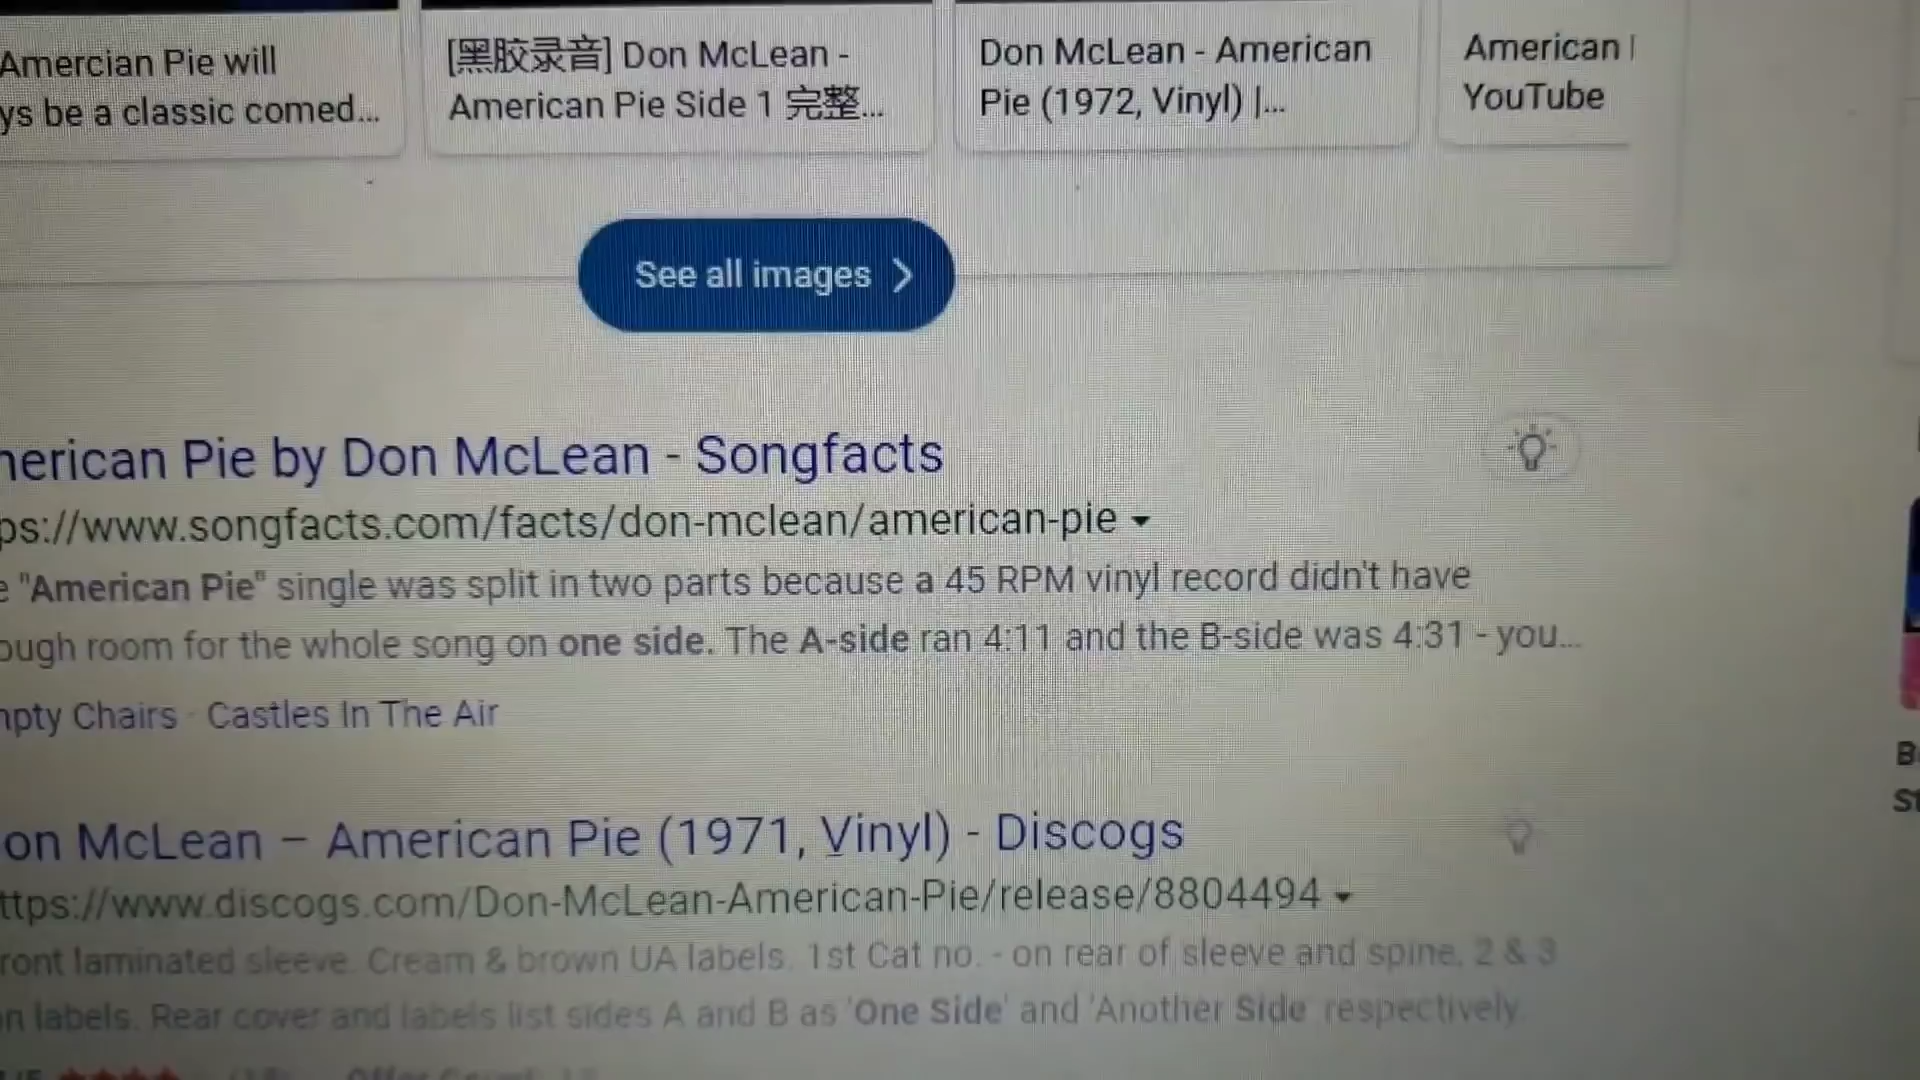 Amercian Pie will
ys be a classic comed...
[黑胶录音] Don McLean -
American Pie Side 1 完整...
Don McLean - American
Pie (1972, Vinyl) |...
American
YouTube
See all images >
nerican Pie by Don McLean - Songfacts
ps://www.songfacts.com/facts/don-mclean/american-pie
e "American Pie" single was split in two parts because a 45 RPM vinyl record didn't have
ough room for the whole song on one side. The A-side ran 4:11 and the B-side was 4:31 - you...
npty Chairs · Castles In The Air
on McLean – American Pie (1971, Vinyl) - Discogs
ttps://www.discogs.com/Don-McLean-American-Pie/release/8804494
ront laminated sleeve. Cream & brown UA labels. 1st Cat no. - on rear of sleeve and spine, 2 & 3
n labels. Rear cover and labels list sides A and B as 'One Side' and 'Another Side' respectively
B
St